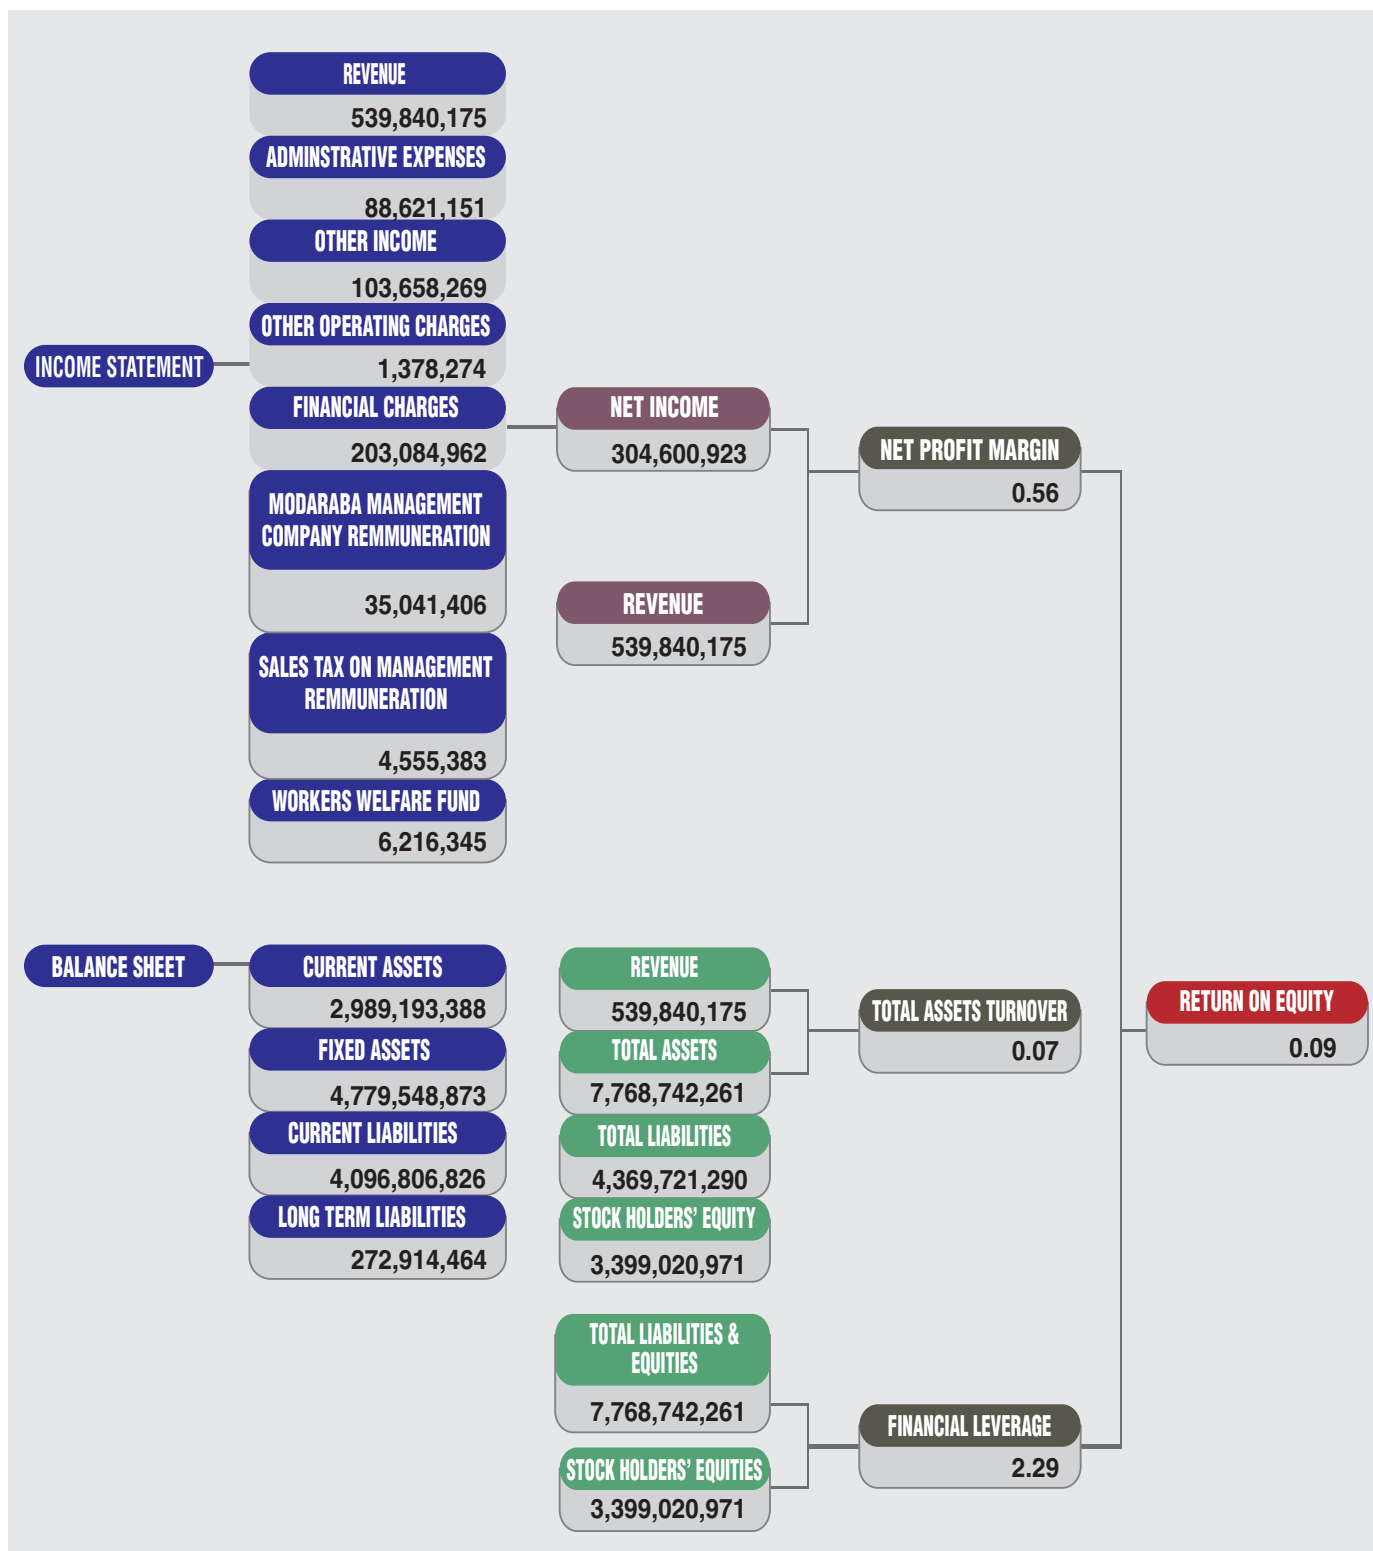 REVENUE
539,840,175
ADMINSTRATIVE EXPENSES
88,621,151
OTHER INCOME
103,658,269
OTHER OPERATING CHARGES
1,378,274
INCOME STATEMENT
FINANCIAL CHARGES
203,084,962
MODARABA MANAGEMENT
COMPANY REMMUNERATION
35,041,406
SALES TAX ON MANAGEMENT
REMMUNERATION
4,555,383
WORKERS WELFARE FUND
6,216,345
NET INCOME
304,600,923
REVENUE
539,840,175
NET PROFIT MARGIN
0.56
BALANCE SHEET
CURRENT ASSETS
2,989,193,388
FIXED ASSETS
4,779,548,873
CURRENT LIABILITIES
4,096,806,826
LONG TERM LIABILITIES
272,914,464
REVENUE
539,840,175
TOTAL ASSETS
7,768,742,261
TOTAL LIABILITIES
4,369,721,290
STOCK HOLDERS' EQUITY
3,399,020,971
TOTAL LIABILITIES &
EQUITIES
7,768,742,261
STOCK HOLDERS' EQUITIES
3,399,020,971
TOTAL ASSETS TURNOVER
0.07
FINANCIAL LEVERAGE
2.29
RETURN ON EQUITY
0.09